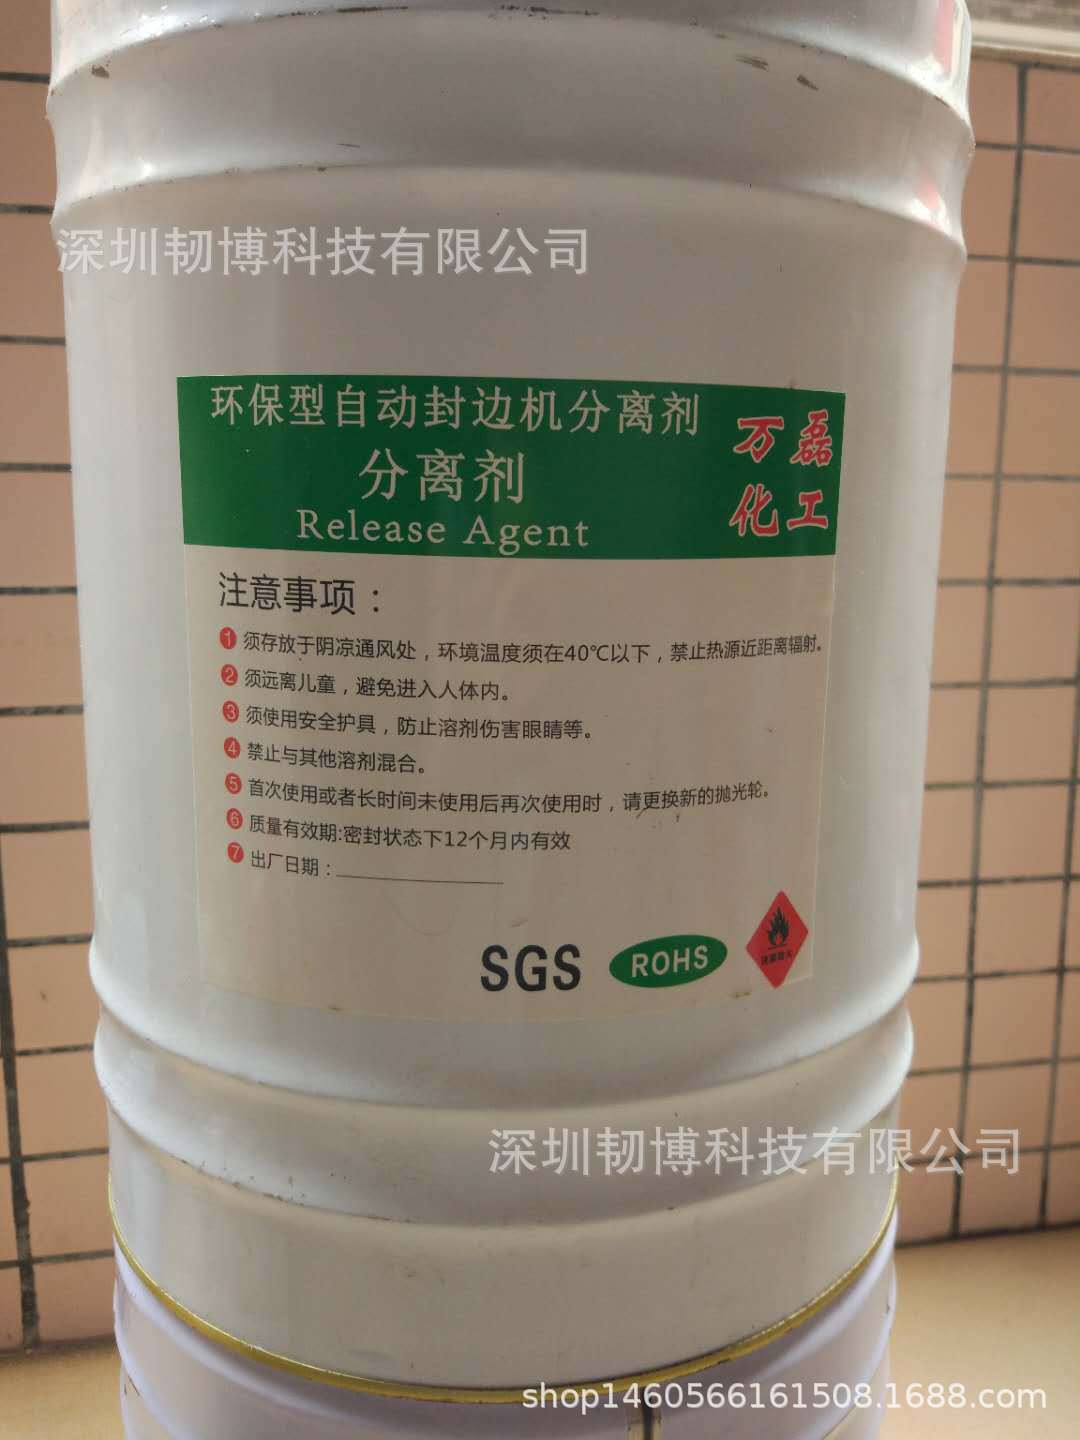 深圳韧博科技有限公司
环保型自动封边机分离剂
分离剂
Release Agent
万磊
化工
注意事项：
1 须存放于阴凉通风处，环境温度须在40℃以下，禁止热源近距离辐射。
2 须远离儿童，避免进入人体内。
3 须使用安全护具，防止溶剂伤害眼睛等。
4 禁止与其他溶剂混合。
5 首次使用或者长时间未使用后再次使用时，请更换新的抛光轮。
6 质量有效期:密封状态下12个月内有效
7 出厂日期：
SGS
ROHS
深圳韧博科技有限公司
shop1460566161508.1688.com